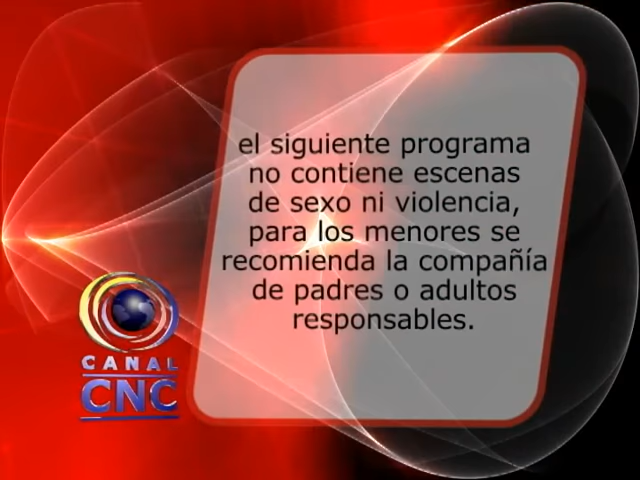 el siguiente programa
no contiene escenas
de sexo ni violencia,
para los menores se
recomienda la compañía
de padres o adultos
responsables.
CANAL
CNC